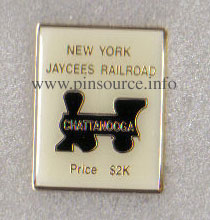 NEW YORK
JAYCEES RAILROAD
www.pinsource.info
CHATTANOOGA
Price $2K